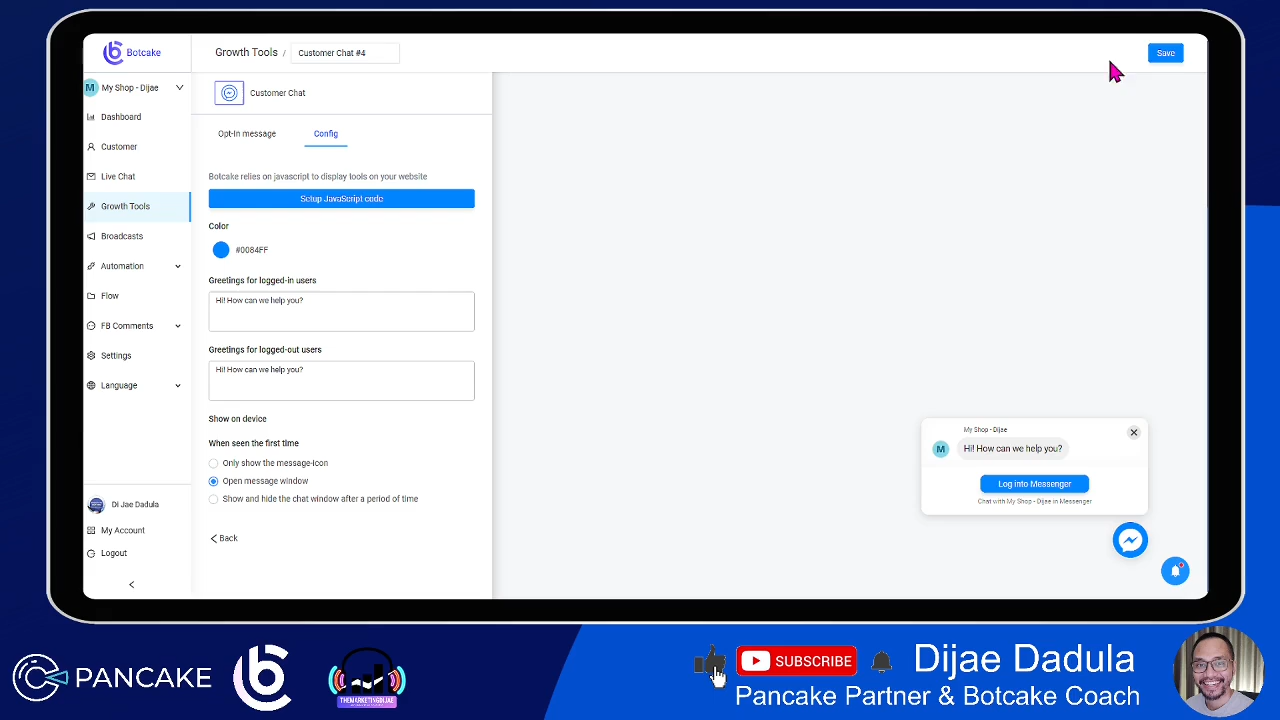 Botcake
Growth Tools / Customer Chat #4
Save
M My Shop - Dijae
Dashboard
Customer
Live Chat
Growth Tools
Broadcasts
Automation
Flow
FB Comments
Settings
Language
Di Jae Dadula
My Account
Logout
Customer Chat
Opt-In message
Config
Botcake relies on javascript to display tools on your website
Setup JavaScript code
Color
#0084FF
Greetings for logged-in users
Hi! How can we help you?
Greetings for logged-out users
Hi! How can we help you?
Show on device
When seen the first time
Only show the message-icon
Open message window
Show and hide the chat window after a period of time
Back
My Shop - Dijae
M
Hi! How can we help you?
Log into Messenger
Chat with My Shop - Dijae in Messenger
PANCAKE
THEMARKETINGDIJAE
SUBSCRIBE
Dijae Dadula
Pancake Partner & Botcake Coach